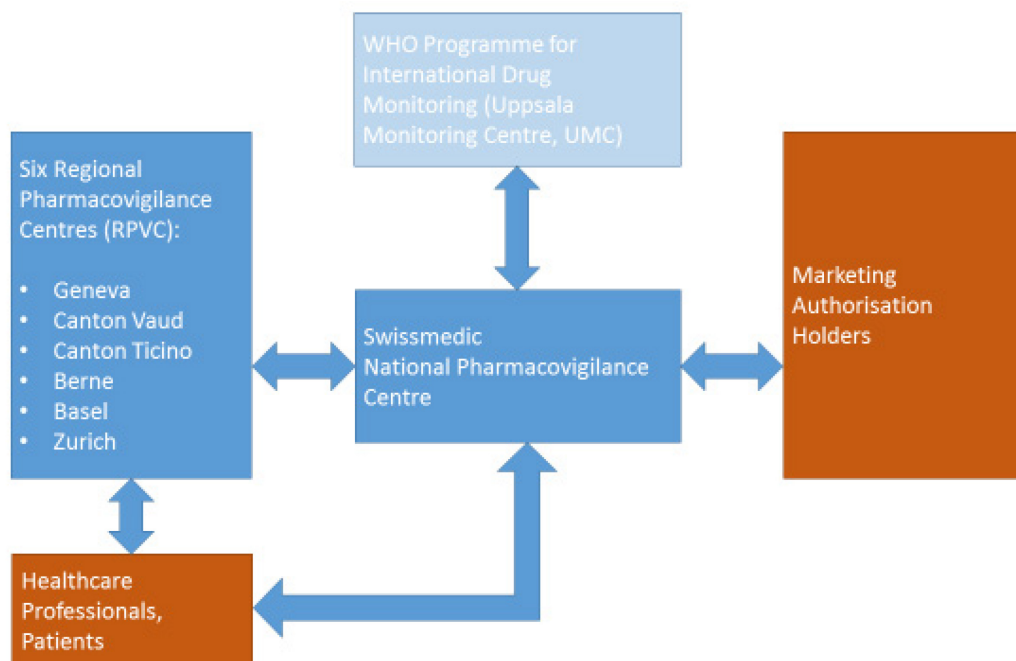 WHO Programme for
International Drug
Monitoring (Uppsala
Monitoring Centre, UMC)
Six Regional
Pharmacovigilance
Centres (RPVC):
• Geneva
• Canton Vaud
• Canton Ticino
• Berne
• Basel
• Zurich
Swissmedic
National Pharmacovigilance
Centre
Marketing
Authorisation
Holders
Healthcare
Professionals,
Patients